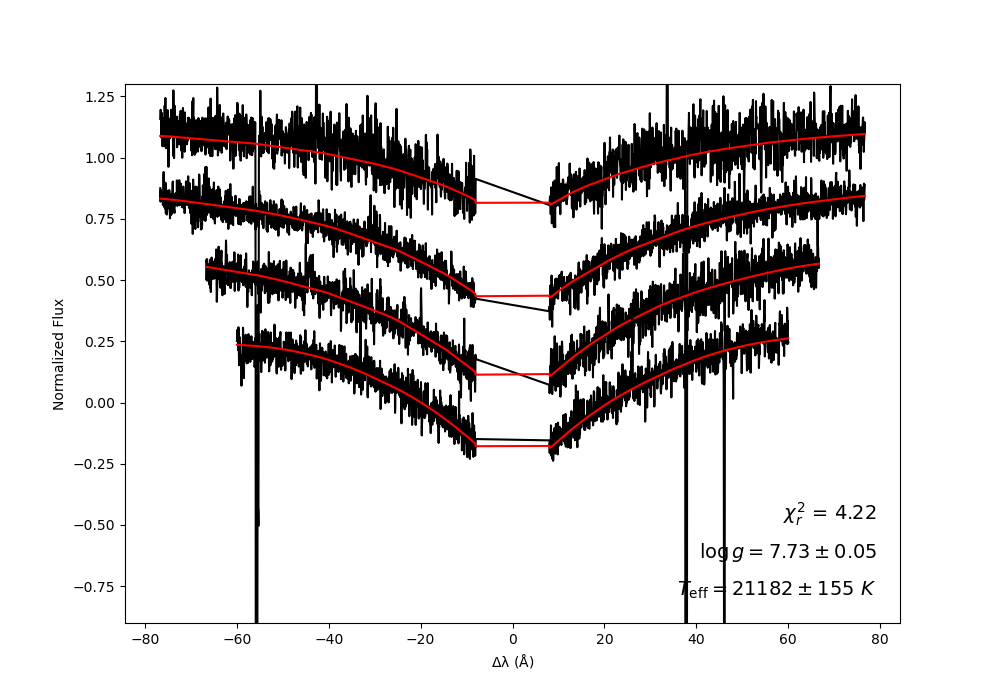 1.25
1.00
0.75
0.50
0.25
0.00
−0.25
−0.50
−0.75
Normalized Flux
χ²ᵣ = 4.22
log g = 7.73 ± 0.05
T_eff = 21182 ± 155 K
−80 −60 −40 −20 0 20 40 60 80
Δλ (Å)